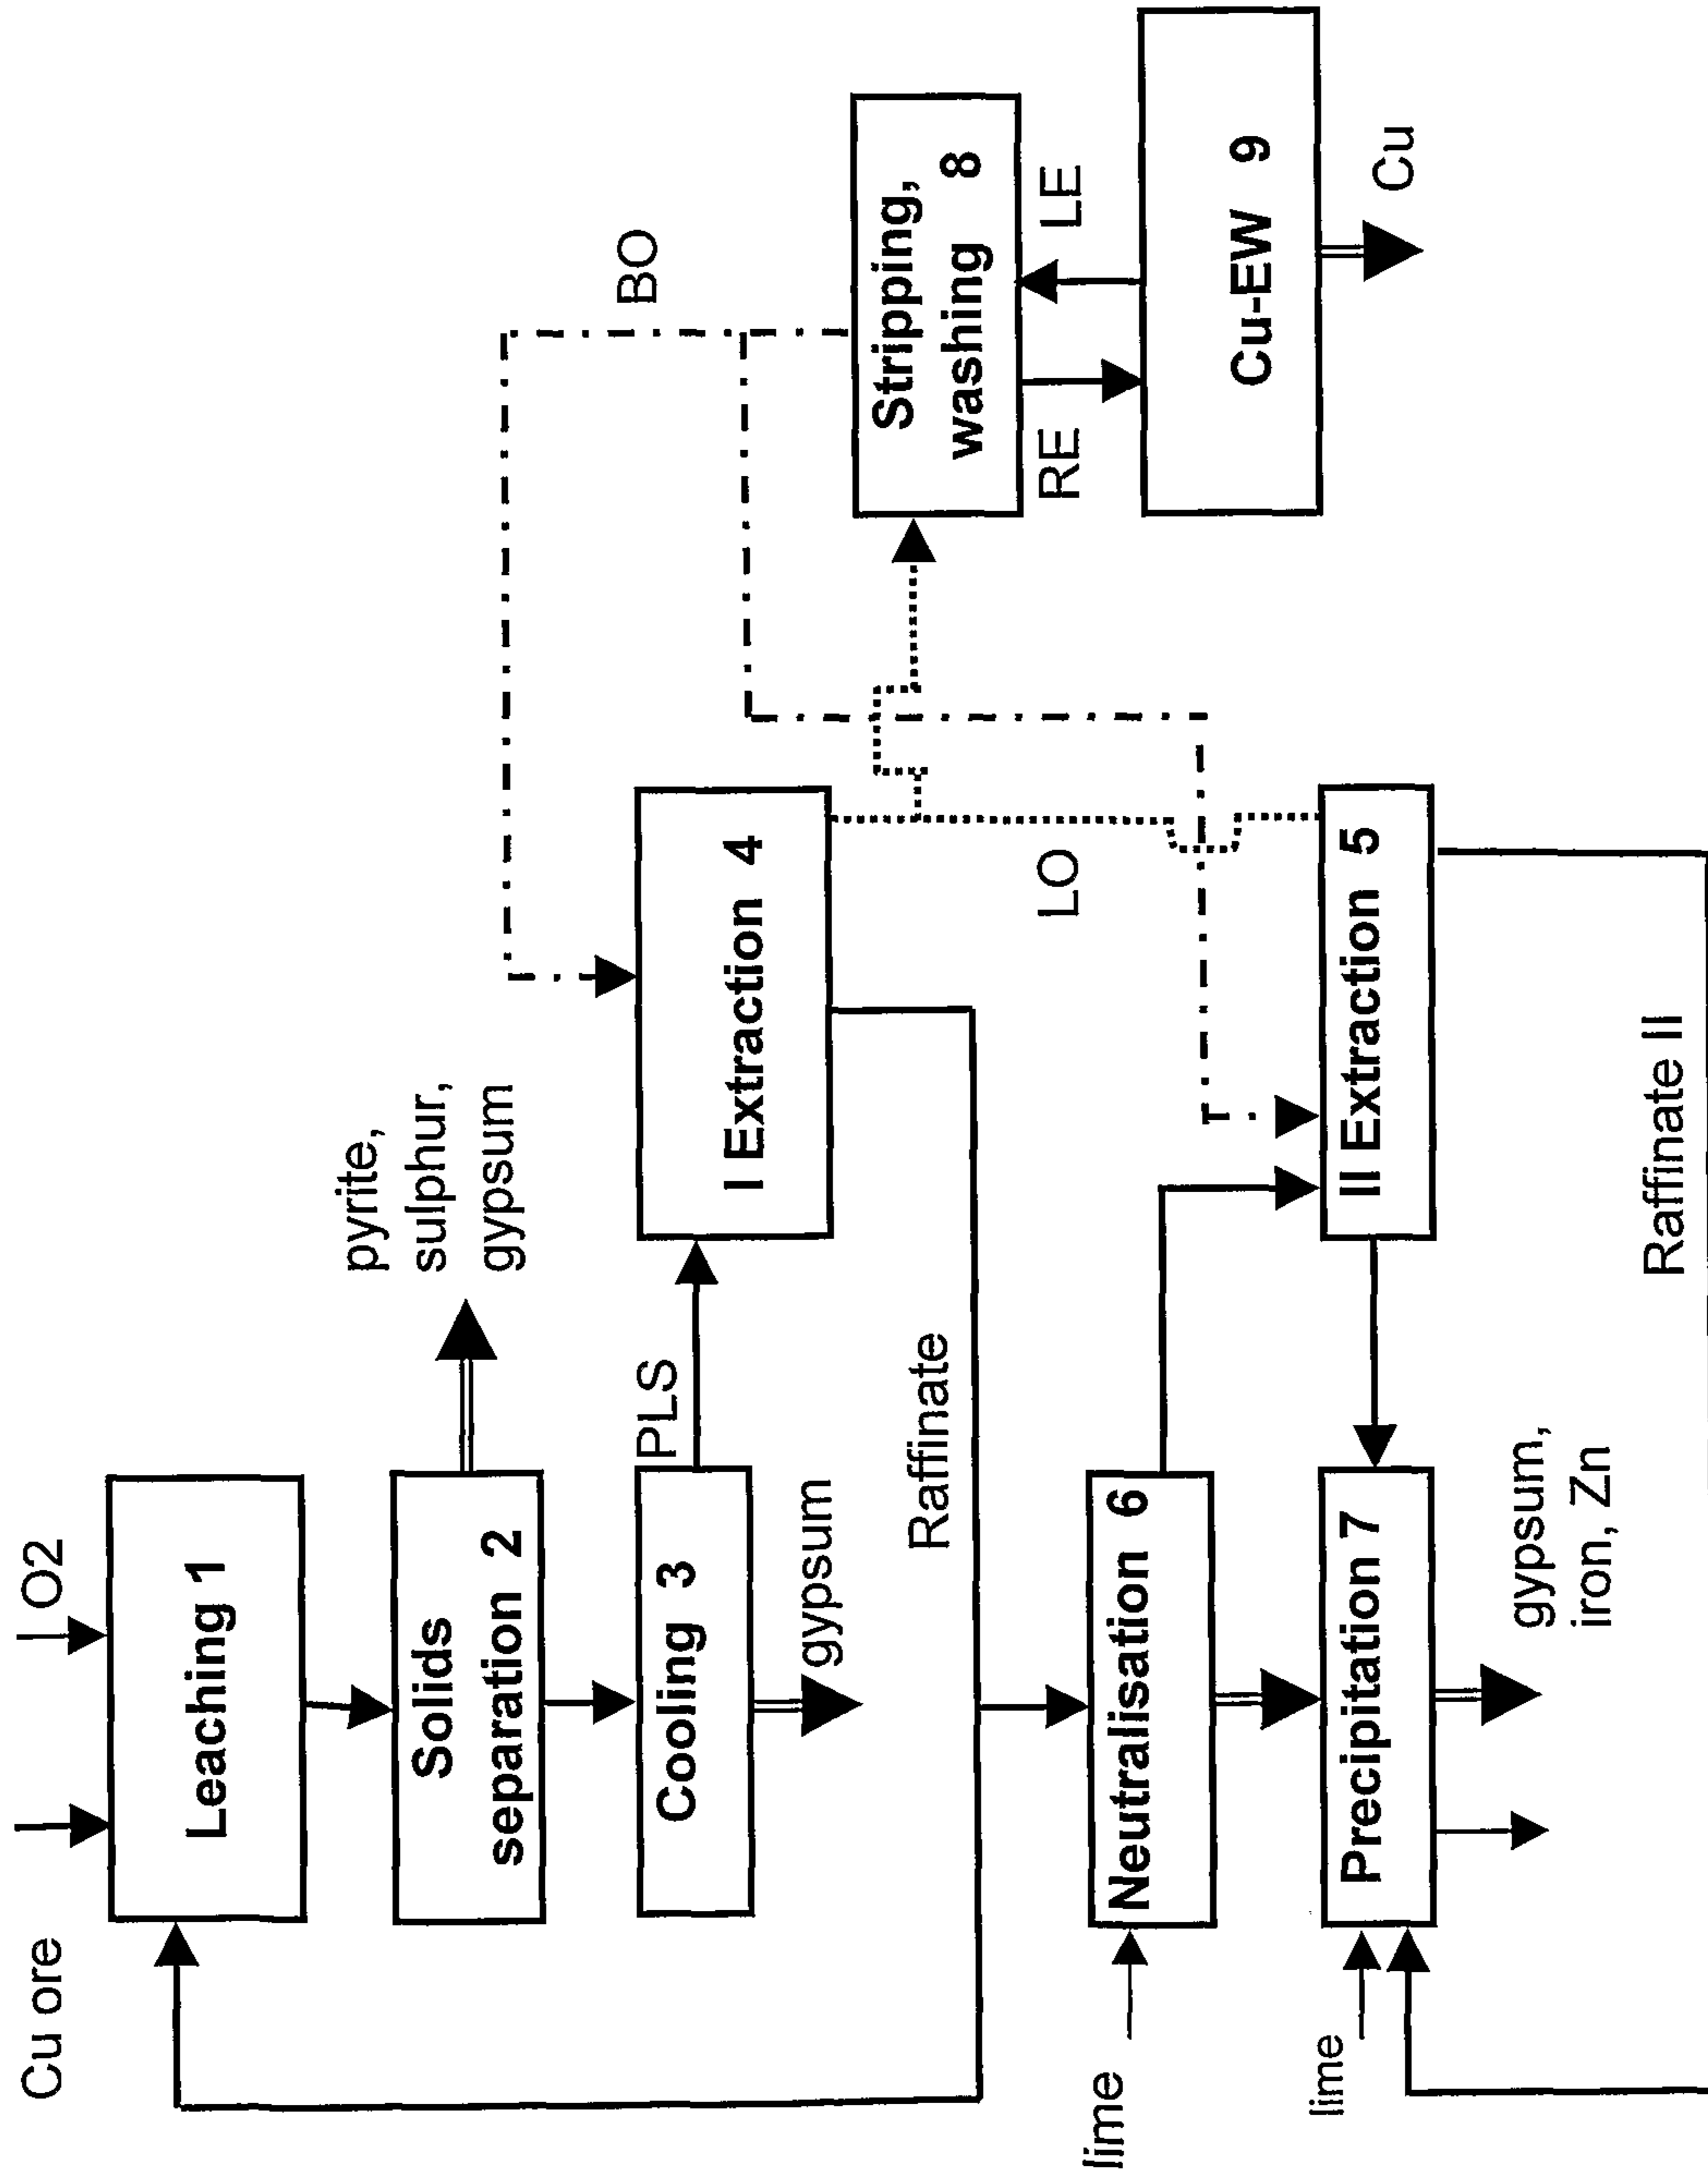 Cu ore
O2
Leaching 1
Solids
separation 2
pyrite,
sulphur,
gypsum
Cooling 3
gypsum
PLS
I Extraction 4
Raffinate
BO
LO
Stripping,
washing 8
RE
LE
Cu-EW 9
Cu
lime
Neutralisation 6
II Extraction 5
lime
Precipitation 7
gypsum,
iron, Zn
Raffinate II